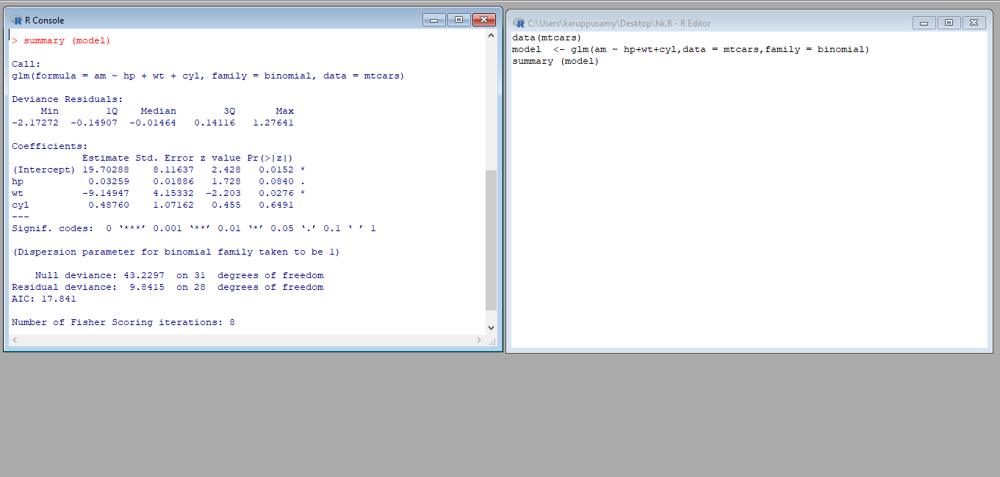 R Console
> summary (model)
Call:
glm(formula = am ~ hp + wt + cyl, family = binomial, data = mtcars)
Deviance Residuals:
     Min        1Q    Median        3Q       Max
-2.17272  -0.14907  -0.01464   0.14116   1.27641
Coefficients:
            Estimate Std. Error z value Pr(>|z|)
(Intercept) 19.70288    8.11637   2.428   0.0152 *
hp           0.03259    0.01886   1.728   0.0840 .
wt          -9.14947    4.15332  -2.203   0.0276 *
cyl          0.48760    1.07162   0.455   0.6491
---
Signif. codes:  0 ‘***’ 0.001 ‘**’ 0.01 ‘*’ 0.05 ‘.’ 0.1 ‘ ’ 1
(Dispersion parameter for binomial family taken to be 1)
    Null deviance: 43.2297  on 31  degrees of freedom
Residual deviance:  9.8415  on 28  degrees of freedom
AIC: 17.841
Number of Fisher Scoring iterations: 8
C:\Users\karuppusamy\Desktop\hk.R - R Editor
data(mtcars)
model  <- glm(am ~ hp+wt+cyl,data = mtcars,family = binomial)
summary (model)